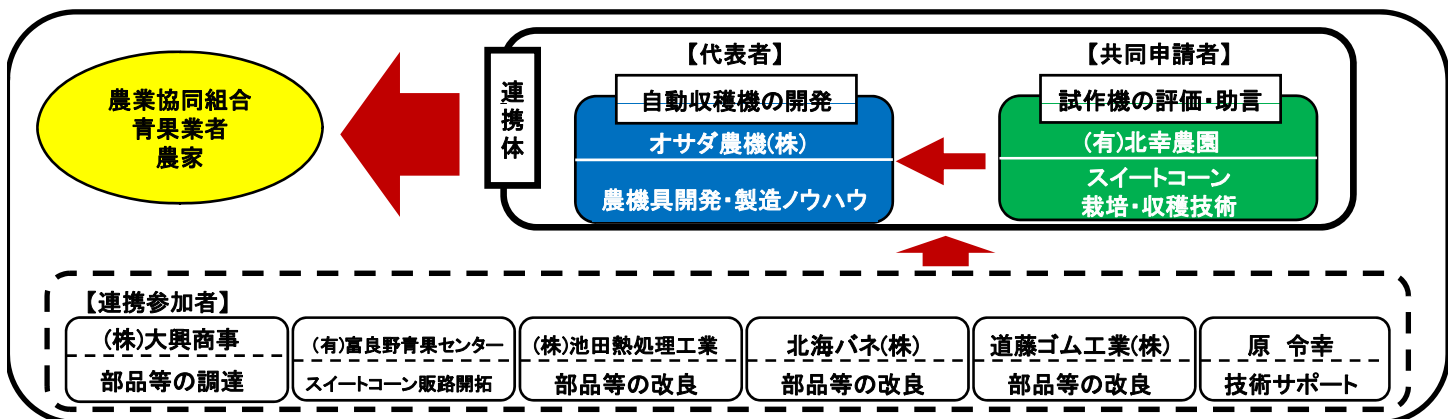 農業協同組合
青果業者
農家
連携体
【代表者】
自動収穫機の開発
オサダ農機(株)
農機具開発・製造ノウハウ
【共同申請者】
試作機の評価・助言
(有)北幸農園
スイートコーン
栽培・収穫技術
【連携参加者】
(株)大興商事
部品等の調達
(有)富良野青果センター
スイートコーン販路開拓
(株)池田熱処理工業
部品等の改良
北海バネ(株)
部品等の改良
道藤ゴム工業(株)
部品等の改良
原 令幸
技術サポート